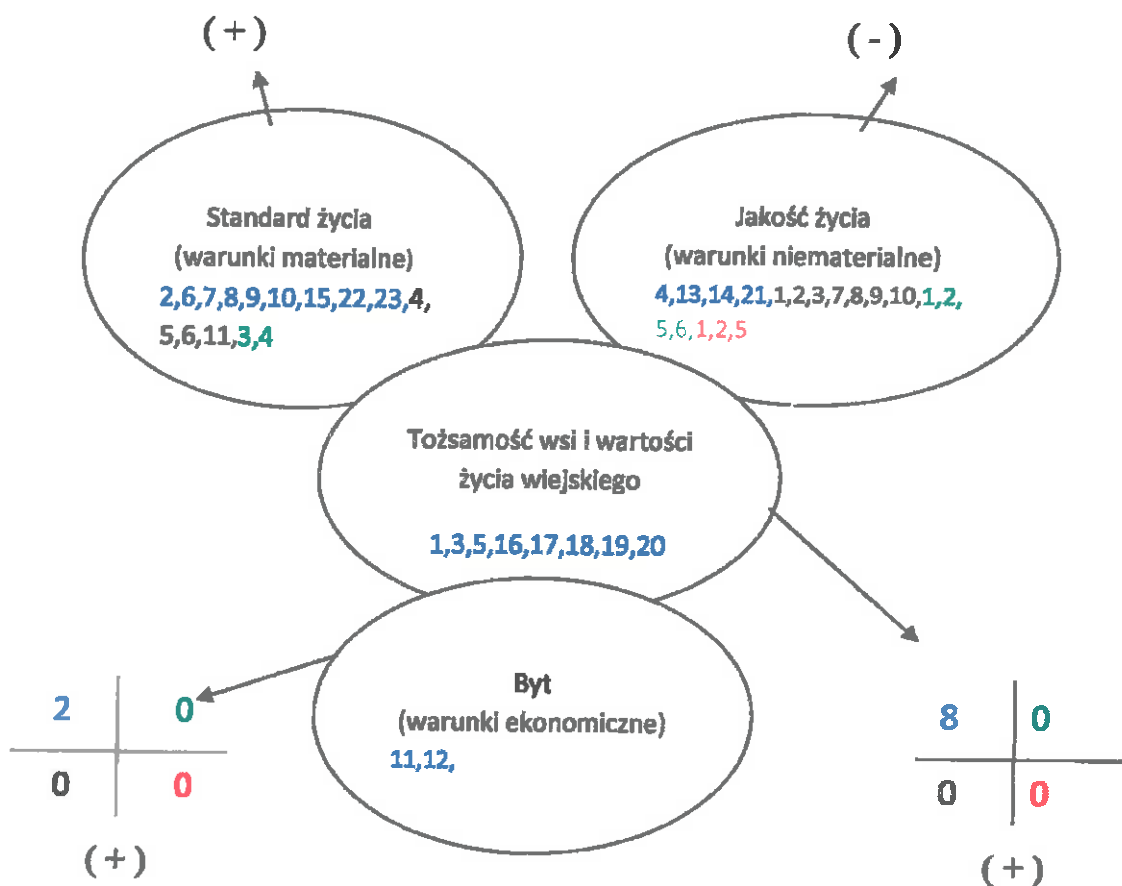 (+)
(-)
Standard życia
(warunki materialne)
2,6,7,8,9,10,15,22,23,4,
5,6,11,3,4
Jakość życia
(warunki niematerialne)
4,13,14,21,1,2,3,7,8,9,10,1,2,
5,6,1,2,5
Tożsamość wsi i wartości
życia wiejskiego
1,3,5,16,17,18,19,20
Byt
(warunki ekonomiczne)
11,12,
2 0
0 0
(+)
8 0
0 0
(+)